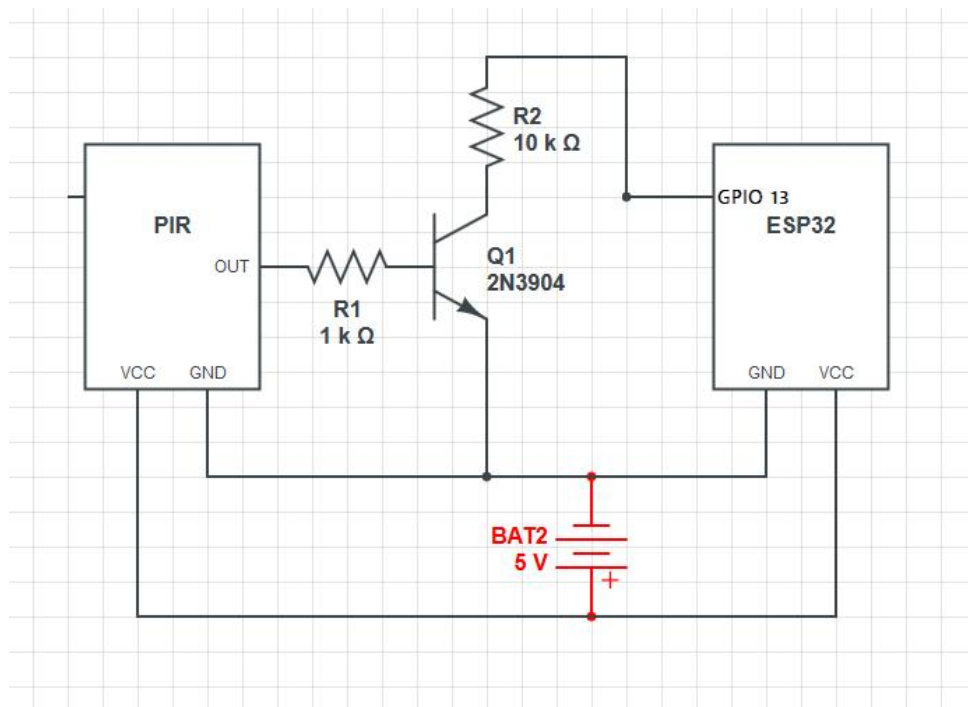 R2
10 k Ω
PIR
GPIO 13
ESP32
OUT
Q1
2N3904
R1
1 k Ω
VCC
GND
GND
VCC
BAT2
5 V
+